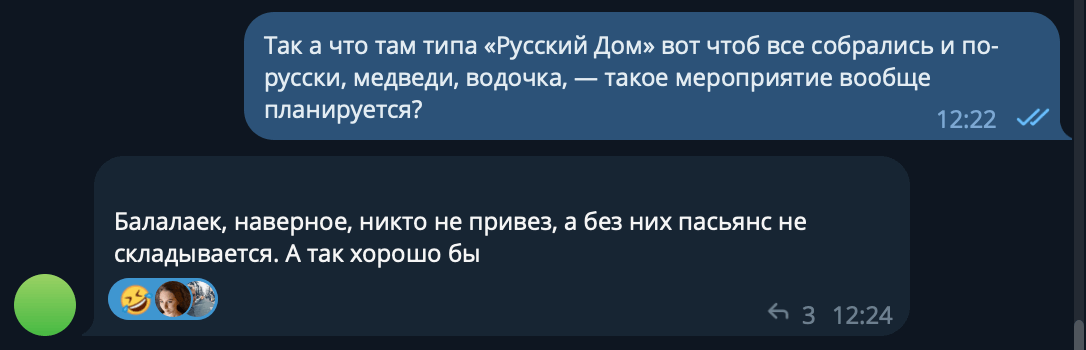 Так а что там типа «Русский Дом» вот чтоб все собрались и по-
русски, медведи, водочка, — такое мероприятие вообще
планируется?
12:22
Балалаек, наверное, никто не привез, а без них пасьянс не
складывается. А так хорошо бы
3 12:24